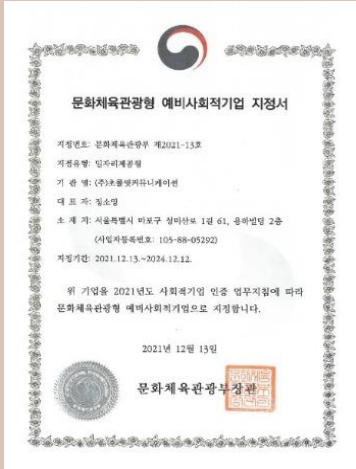 문화체육관광형 예비사회적기업 지정서
지정번호: 문화체육관광부 제2021-13호
지정유형: 일자리제공형
기 관 명: (주)초콜렛커뮤니케이션
대 표 자: 정소영
소 재 지: 서울특별시 마포구 성미산로 1길 61, 용하빌딩 2층
(사업자등록번호: 105-88-05292)
지정기간: 2021.12.13.~2024.12.12.
위 기업을 2021년도 사회적기업 인증 업무지침에 따라
문화체육관광형 예비사회적기업으로 지정합니다.
2021년 12월 13일
문화체육관광부장관